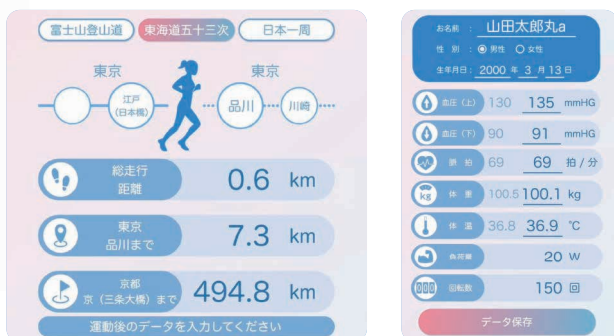 富士山登山道 東海道五十三次 日本一周
東京 東京
江戸 品川 川崎
(日本橋)
総走行 0.6 km
距離
東京 7.3 km
品川まで
京都 494.8 km
京(三条大橋)まで
運動後のデータを入力してください
お名前 : 山田太郎丸a
性 別 : 男性 女性
生年月日 : 2000 年 3 月 13 日
血圧(上) 130 135 mmHG
血圧(下) 90 91 mmHG
脈 拍 69 69 拍 / 分
kg 体 重 100.5 100.1 kg
体 温 36.8 36.9 ℃
負荷量 20 W
000 回転数 150 回
データ保存